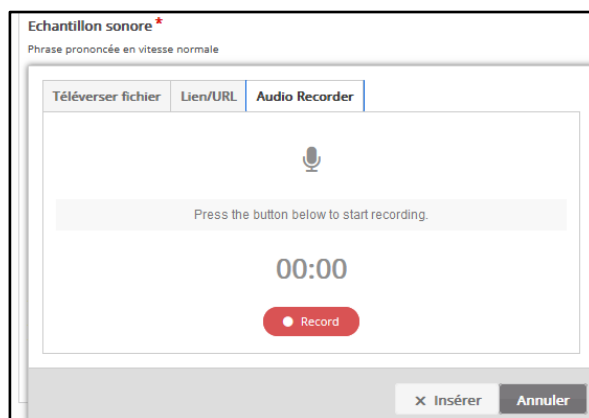 Echantillon sonore *
Phrase prononcée en vitesse normale
Téléverser fichier Lien/URL Audio Recorder
Press the button below to start recording.
00:00
Record
× Insérer Annuler